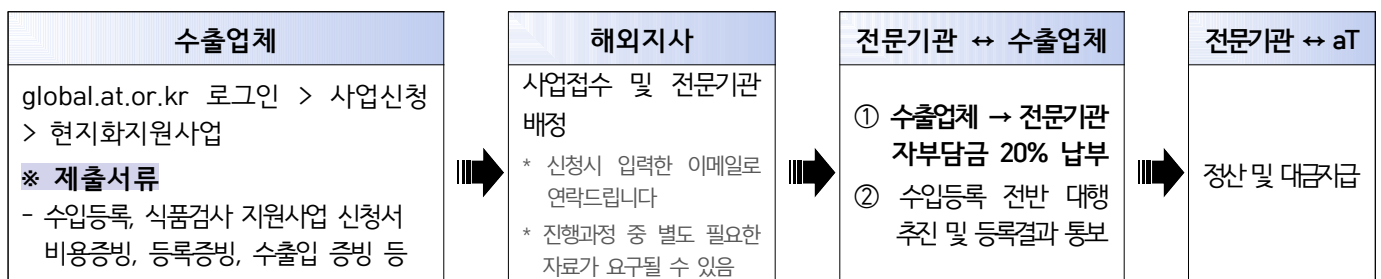 수출업체
global.at.or.kr 로그인 > 사업신청
> 현지화지원사업
※ 제출서류
- 수입등록, 식품검사 지원사업 신청서
비용증빙, 등록증빙, 수출입 증빙 등
해외지사
사업접수 및 전문기관
배정
* 신청시 입력한 이메일로
연락드립니다
* 진행과정 중 별도 필요한
자료가 요구될 수 있음
전문기관 ↔ 수출업체
① 수출업체 → 전문기관
자부담금 20% 납부
② 수입등록 전반 대행
추진 및 등록결과 통보
전문기관 ↔ aT
정산 및 대금지급